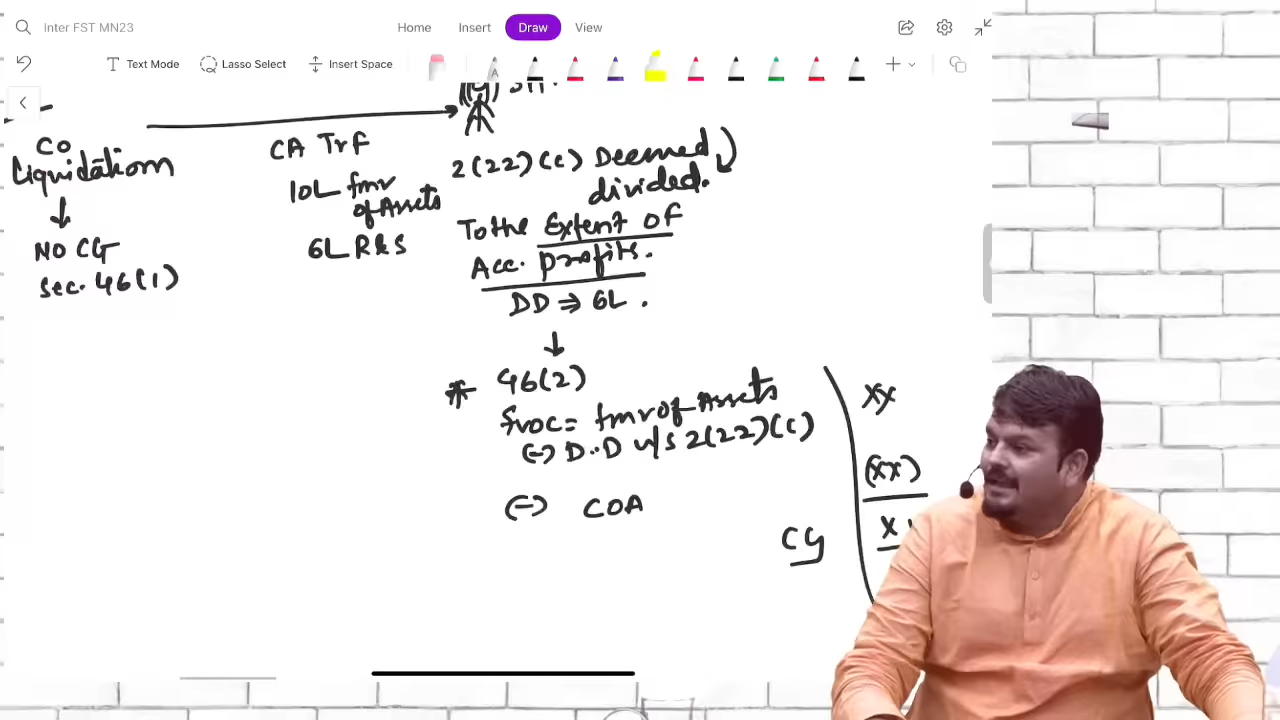 Inter FST MN23
Home Insert Draw View
Text Mode Lasso Select Insert Space
CO
Liquidation
NO CG
Sec. 46(1)
CA Trf
10L fmv
of Assets
6L R&S
SH.
2(22)(c) Deemed
divided.
To the Extent of
Acc. profits.
DD ⇒ 6L.
* 46(2)
fvoc = fmv of Assets
(-) D.D u/s 2(22)(c)
(-) COA
CG
xx
(xx)